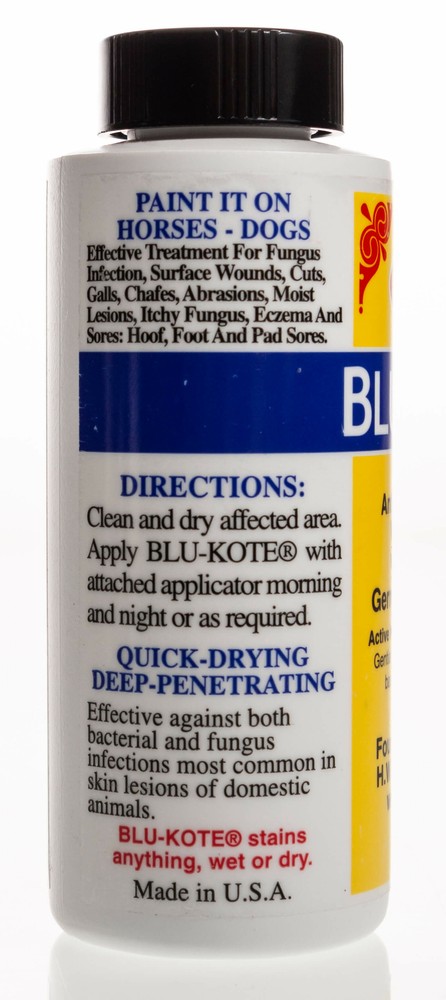 PAINT IT ON
HORSES - DOGS
Effective Treatment For Fungus
Infection, Surface Wounds, Cuts,
Galls, Chafes, Abrasions, Moist
Lesions, Itchy Fungus, Eczema And
Sores: Hoof, Foot And Pad Sores.
BL
DIRECTIONS:
Clean and dry affected area.
Apply BLU-KOTE® with
attached applicator morning
and night or as required.
QUICK-DRYING
DEEP-PENETRATING
Effective against both
bacterial and fungus
infections most common in
skin lesions of domestic
animals.
BLU-KOTE® stains
anything, wet or dry.
Made in U.S.A.
Active